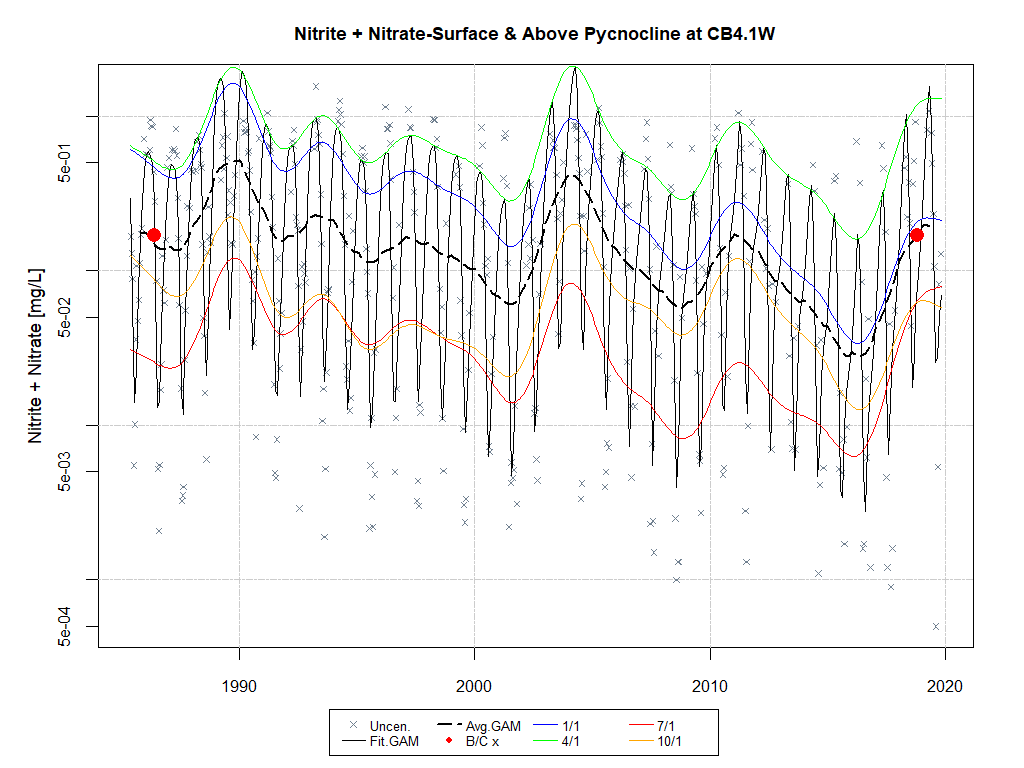 Nitrite + Nitrate-Surface & Above Pycnocline at CB4.1W
Nitrite + Nitrate [mg/L]
5e-01
5e-02
5e-03
5e-04
1990 2000 2010 2020
Uncen. Avg.GAM 1/1 7/1
Fit.GAM B/C x 4/1 10/1